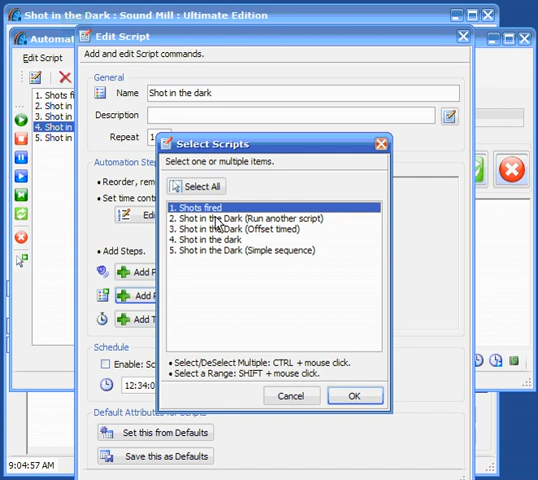 Shot in the Dark : Sound Mill : Ultimate Edition
Automa
Edit Script
1. Shots fi
2. Shot in
3. Shot in
4. Shot in
5. Shot in
9:04:57 AM
Edit Script
Add and edit Script commands.
General
Name
Shot in the dark
Description
Repeat
1
Automation Ste
• Reorder, rem
• Set time cont
Edi
• Add Steps.
Add P
Add P
Add T
Schedule
Enable: Sc
12:34:0
Default Attributes for Scripts
Set this from Defaults
Save this as Defaults
Select Scripts
Select one or multiple items.
Select All
1. Shots fired
2. Shot in the Dark (Run another script)
3. Shot in the Dark (Offset timed)
4. Shot in the dark
5. Shot in the Dark (Simple sequence)
• Select/DeSelect Multiple: CTRL + mouse click.
• Select a Range: SHIFT + mouse click.
Cancel
OK